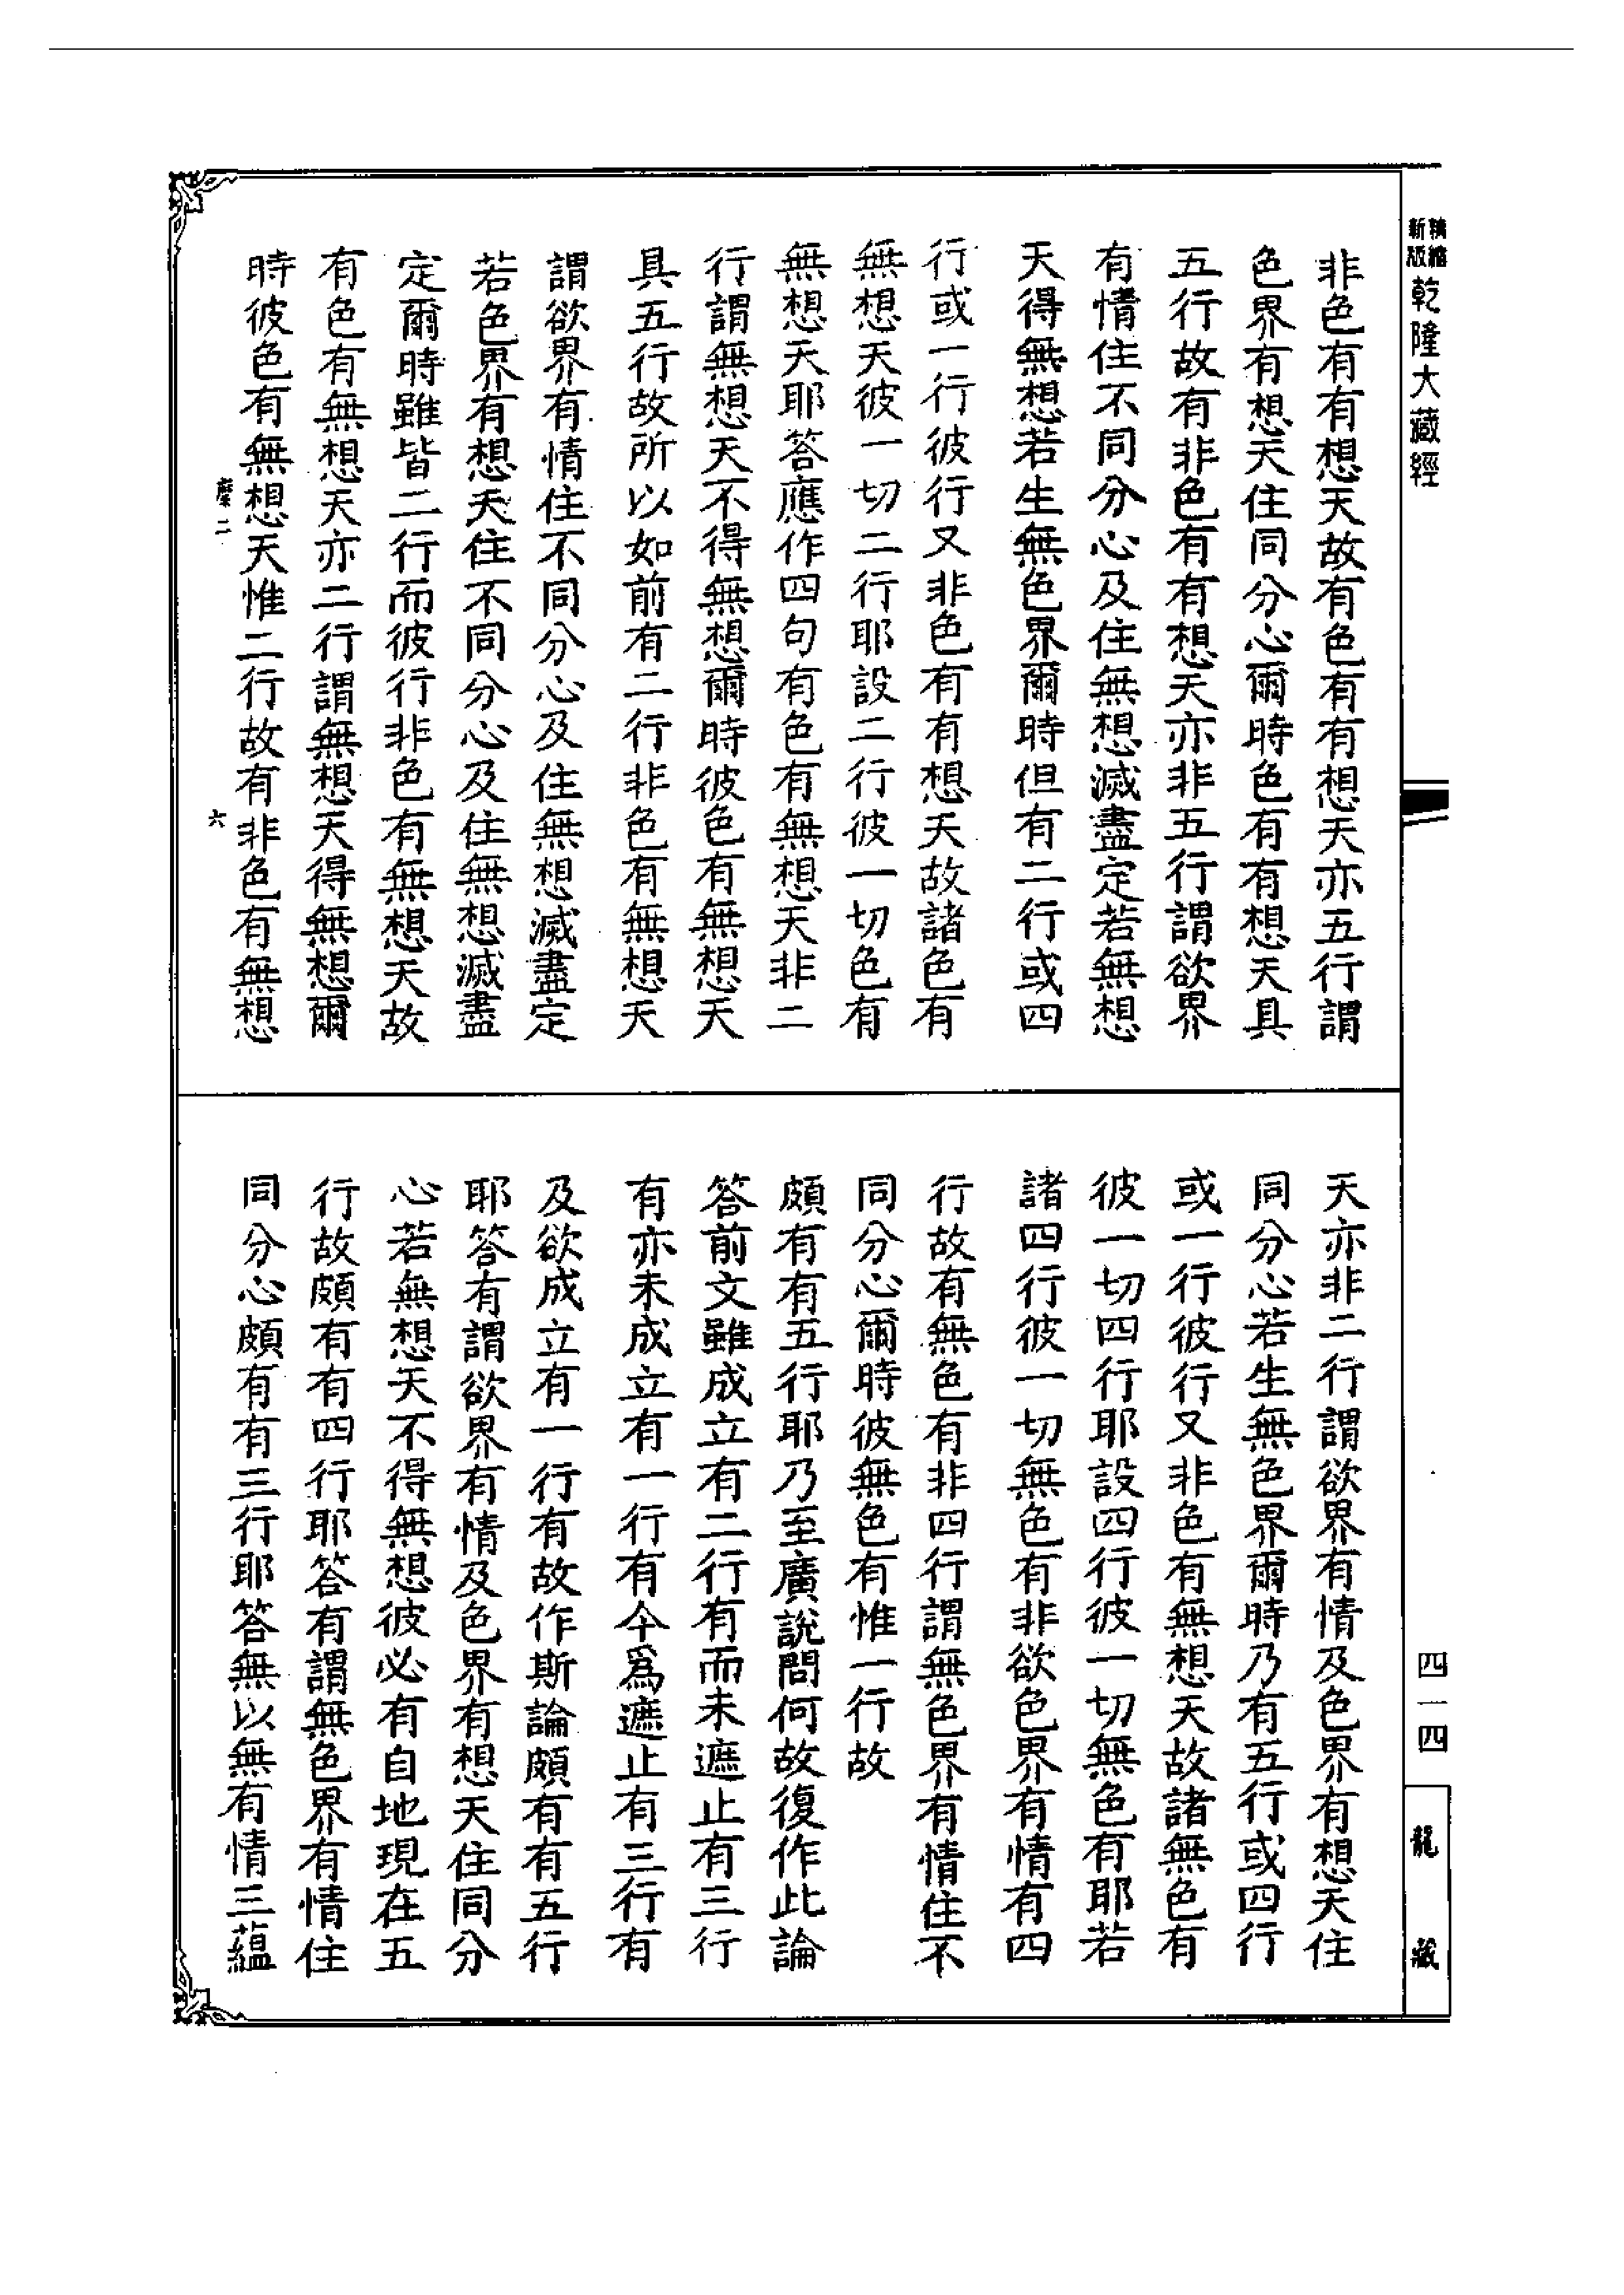 精縮
新版
乾隆大藏經
非色有有想天故有色有有想天亦五行謂
色界有想天住同分心爾時色有有想天具
五行故有非色有有想天亦非五行謂欲界
有情住不同分心及住無想滅盡定若無想
天得無想若生無色界爾時但有二行或四
行或一行彼行又非色有有想天故諸色有
無想天彼一切二行耶設二行彼一切色有
無想天耶答應作四句有色有無想天非二
行謂無想天不得無想爾時彼色有無想天
具五行故所以如前有二行非色有無想天
謂欲界有情住不同分心及住無想滅盡定
若色界有想天住不同分心及住無想滅盡
定爾時雖皆二行而彼行非色有無想天故
有色有無想天亦二行謂無想天得無想爾
時彼色有無想天惟二行故有非色有無想
二
六
天亦非二行謂欲界有情及色界有想天住
同分心若生無色界爾時乃有五行或四行
或一行彼行又非色有無想天故諸無色有
彼一切四行耶設四行彼一切無色有耶若
諸四行彼一切無色有非欲色界有情有四
行故有無色有非四行謂無色界有情住不
同分心爾時彼無色有惟一行故
頗有有五行耶乃至廣說問何故復作此論
答前文雖成立有二行有而未遮止有三行
有亦未成立有一行有今爲遮止有三行有
及欲成立有一行有故作斯論頗有有五行
耶答有謂欲界有情及色界有想天住同分
心若無想天不得無想彼必有自地現在五
行故頗有有四行耶答有謂無色界有情住
同分心頗有有三行耶答無以無有情三蘊
四一四
龍藏